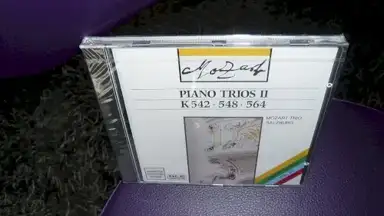 Mozart
PIANO TRIOS II
K 542 · 548 · 564
MOZART TRIO
SALZBURG